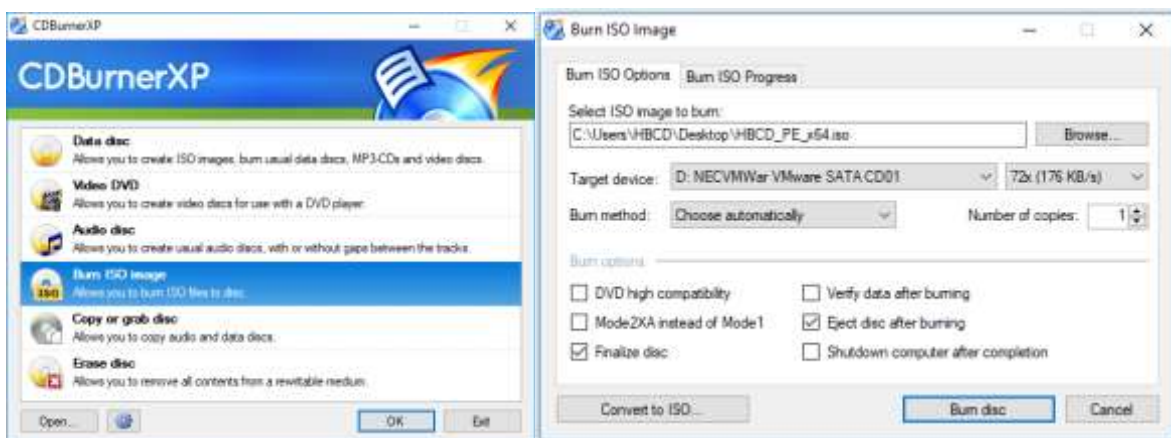 CDBurnerXP
CDBurnerXP
Data disc
Allows you to create ISO images, burn usual data discs, MP3-CDs and video discs.
Video DVD
Allows you to create video discs for use with a DVD player.
Audio disc
Allows you to create usual audio discs, with or without gaps between the tracks.
Burn ISO image
Allows you to burn ISO files to disc.
Copy or grab disc
Allows you to copy audio and data discs.
Erase disc
Allows you to remove all contents from a rewritable medium.
Open...
OK
Exit
Burn ISO Image
Burn ISO Options
Burn ISO Progress
Select ISO image to burn:
C:\Users\HBCD\Desktop\HBCD_PE_x64.iso
Browse...
Target device: D: NECVMWar VMware SATA CD01 72x (176 KB/s)
Burn method: Choose automatically Number of copies: 1
Burn options
DVD high compatibility
Verify data after burning
Mode2XA instead of Mode1
Eject disc after burning
Finalize disc
Shutdown computer after completion
Convert to ISO...
Burn disc
Cancel